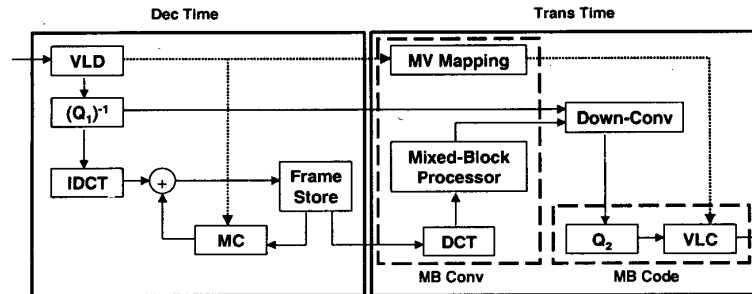 Dec Time
Trans Time
VLD
MV Mapping
(Q₁)⁻¹
Down-Conv
IDCT
+
Frame
Store
Mixed-Block
Processor
MC
DCT
Q₂
VLC
MB Conv
MB Code